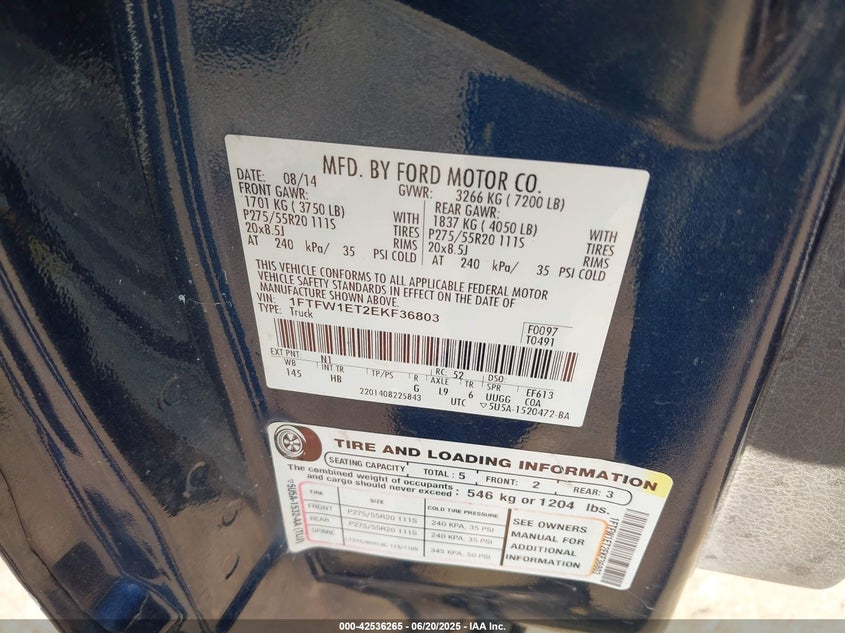 MFD. BY FORD MOTOR CO.
DATE: 08/14 GVWR: 3266 KG ( 7200 LB)
FRONT GAWR: REAR GAWR:
1701 KG ( 3750 LB) WITH 1837 KG ( 4050 LB) WITH
P275/55R20 111S TIRES P275/55R20 111S TIRES
20x8.5J RIMS 20x8.5J RIMS
AT 240 kPa/ 35 PSI COLD AT 240 kPa/ 35 PSI COLD
THIS VEHICLE CONFORMS TO ALL APPLICABLE FEDERAL MOTOR
VEHICLE SAFETY STANDARDS IN EFFECT ON THE DATE OF
MANUFACTURE SHOWN ABOVE.
VIN: 1FTFW1ET2EKF36803
TYPE: Truck
F0097
T0491
EXT PNT: N1 RC: 52 DSO:
WB INT TR TP/PS R AXLE TR SPR EF613
145 HB G L9 6 UUGG C0A
2201408225843 UTC ▽5U5A-1520472-BA
TIRE AND LOADING INFORMATION
SEATING CAPACITY TOTAL: 5 FRONT: 2 REAR: 3
The combined weight of occupants
and cargo should never exceed: 546 kg or 1204 lbs.
TIRE SIZE COLD TIRE PRESSURE
FRONT P275/55R20 111S 240 KPA, 35 PSI
REAR P275/55R20 111S 240 KPA, 35 PSI
SPARE 345 KPA, 50 PSI
SEE OWNERS
MANUAL FOR
ADDITIONAL
INFORMATION
1FTFW1ET2EKF36803
000-42536265 - 06/20/2025 - IAA Inc.